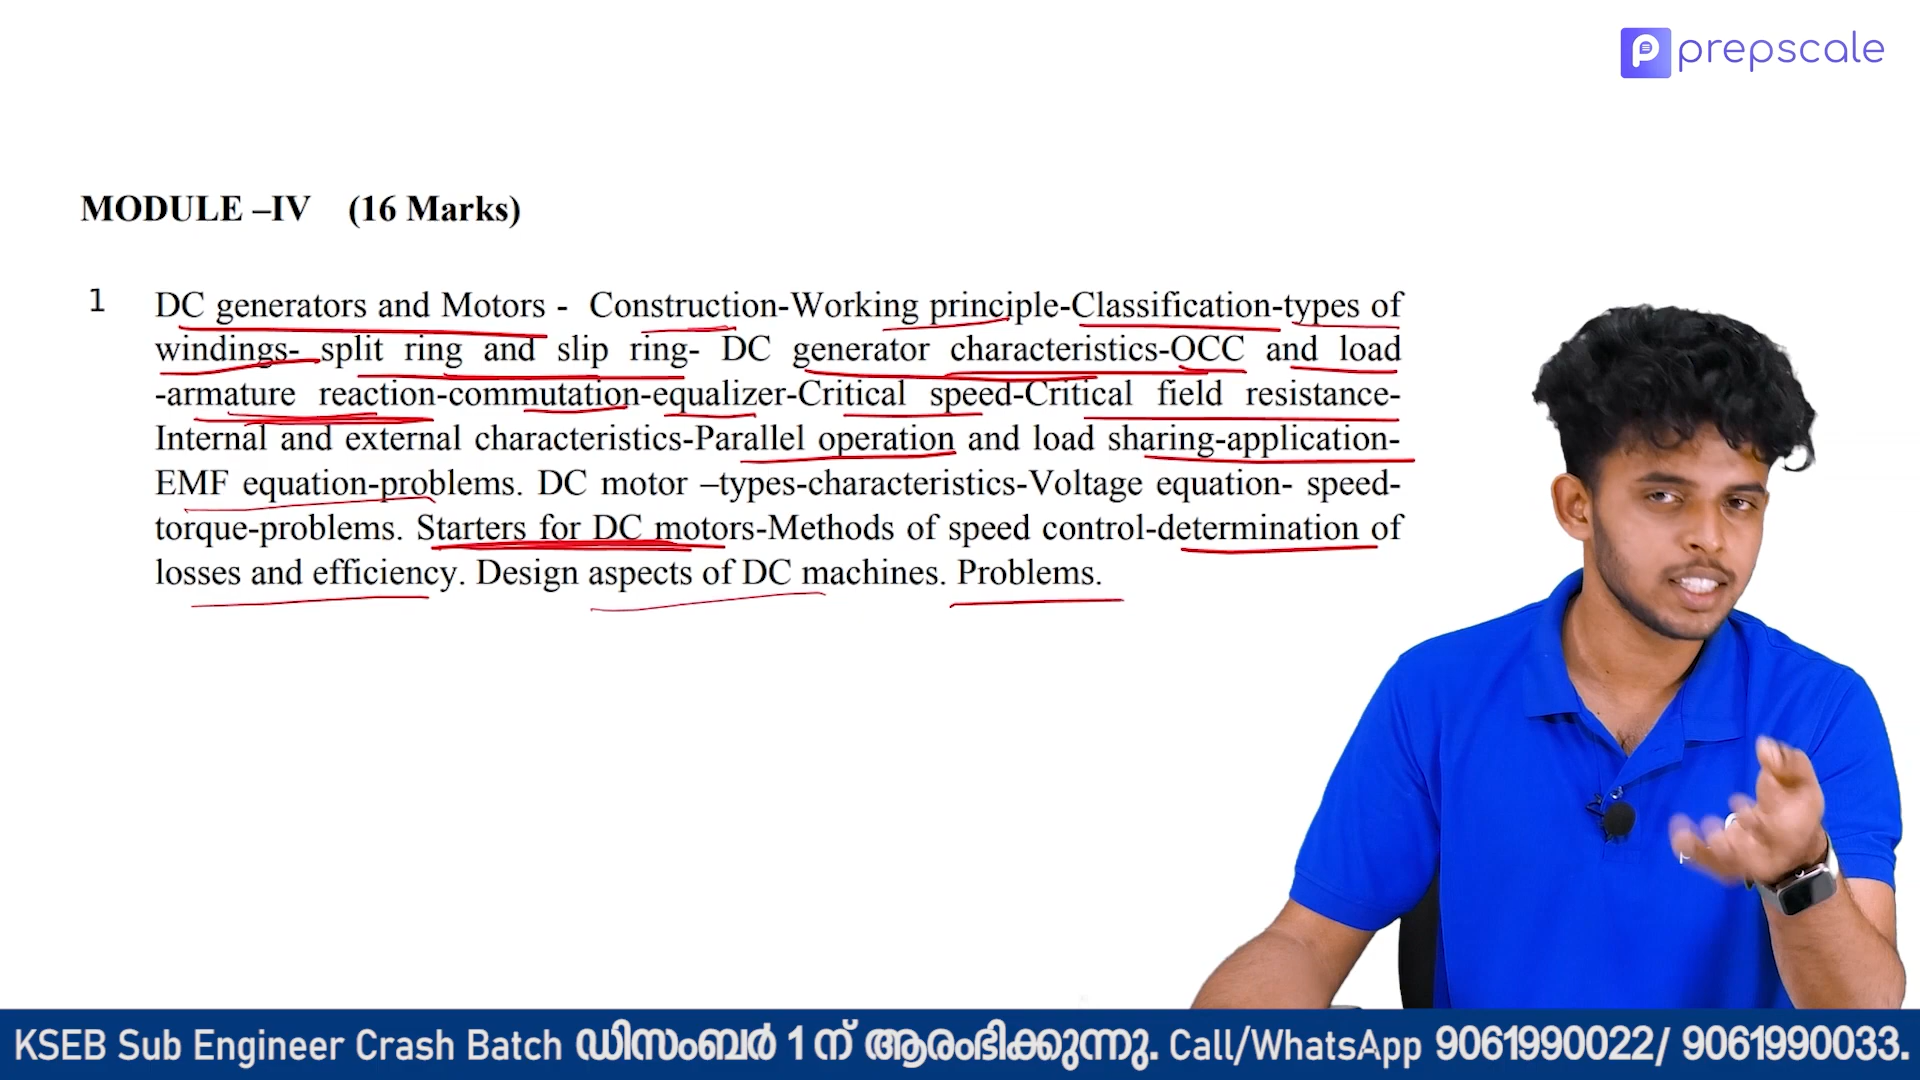 prepscale
MODULE –IV (16 Marks)
1 DC generators and Motors - Construction-Working principle-Classification-types of
windings- split ring and slip ring- DC generator characteristics-OCC and load
-armature reaction-commutation-equalizer-Critical speed-Critical field resistance-
Internal and external characteristics-Parallel operation and load sharing-application-
EMF equation-problems. DC motor –types-characteristics-Voltage equation- speed-
torque-problems. Starters for DC motors-Methods of speed control-determination of
losses and efficiency. Design aspects of DC machines. Problems.
KSEB Sub Engineer Crash Batch ഡിസംബർ 1 ന് ആരംഭിക്കുന്നു. Call/WhatsApp 9061990022/ 9061990033.